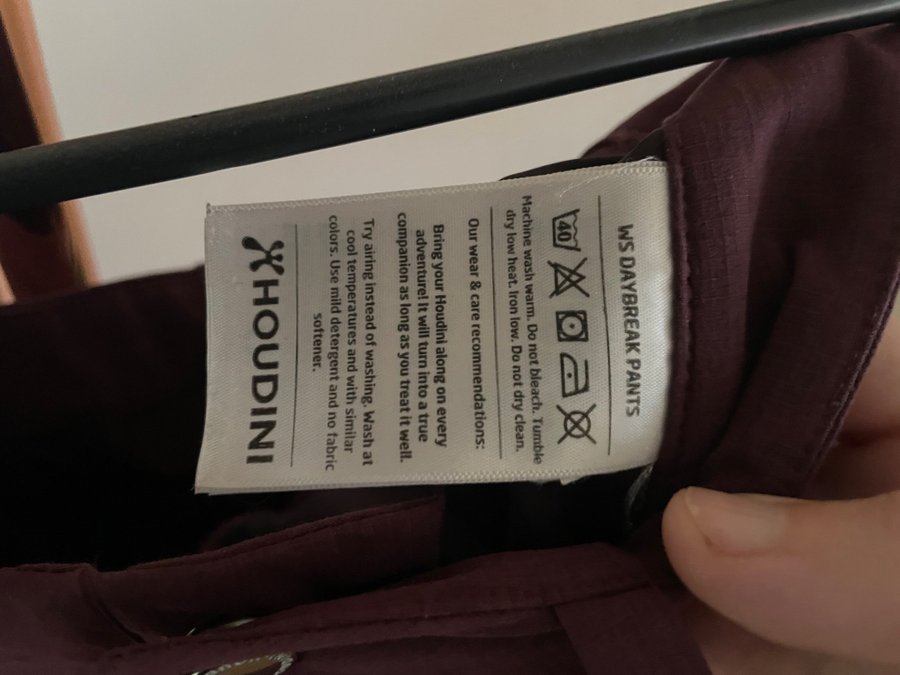 WS DAYBREAK PANTS
40
Machine wash warm. Do not bleach. Tumble
dry low heat. Iron low. Do not dry clean.
Our wear & care recommendations:
Bring your Houdini along on every
adventure! It will turn into a true
companion as long as you treat it well.
Try airing instead of washing. Wash at
cool temperatures and with similar
colors. Use mild detergent and no fabric
softener.
HOUDINI